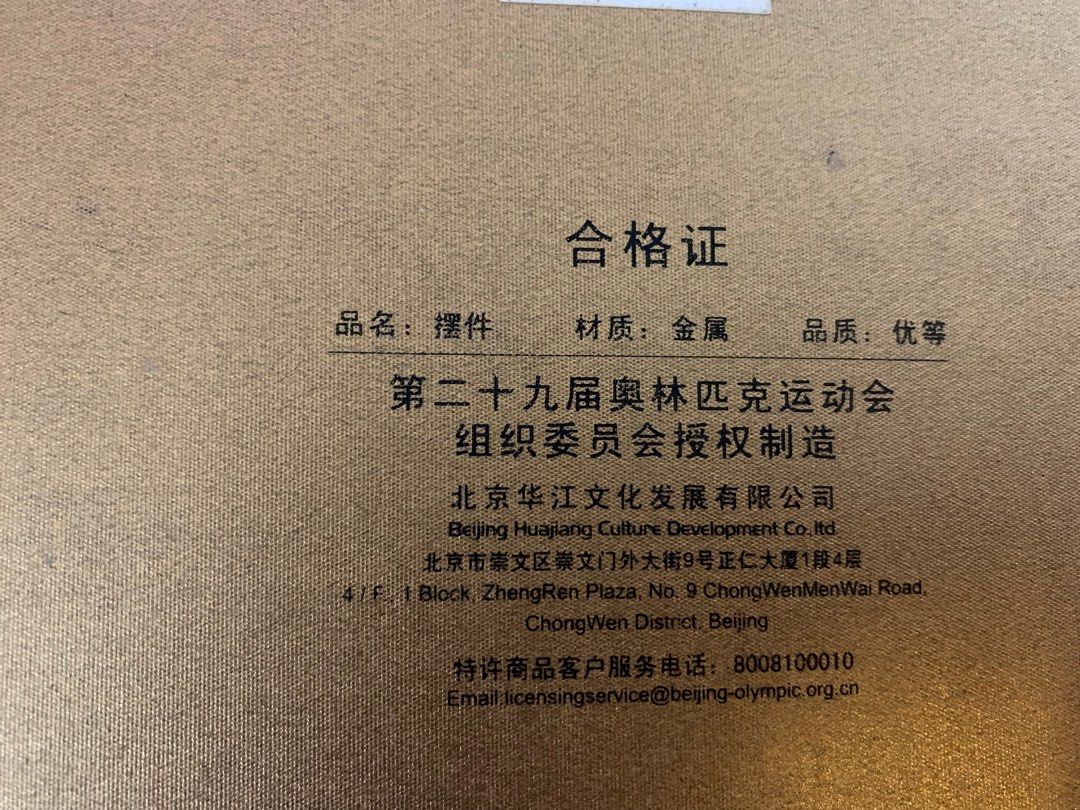 合格证
品名：摆件 材质：金属 品质：优等
第二十九届奥林匹克运动会
组织委员会授权制造
北京华江文化发展有限公司
Beijing Huajiang Culture Development Co.,ltd
北京市崇文区崇文门外大街9号正仁大厦1段4层
4 / F, 1 Block, ZhengRen Plaza, No. 9 ChongWenMenWai Road,
ChongWen District, Beijing
特许商品客户服务电话：8008100010
Email:licensingservice@beijing-olympic.org.cn